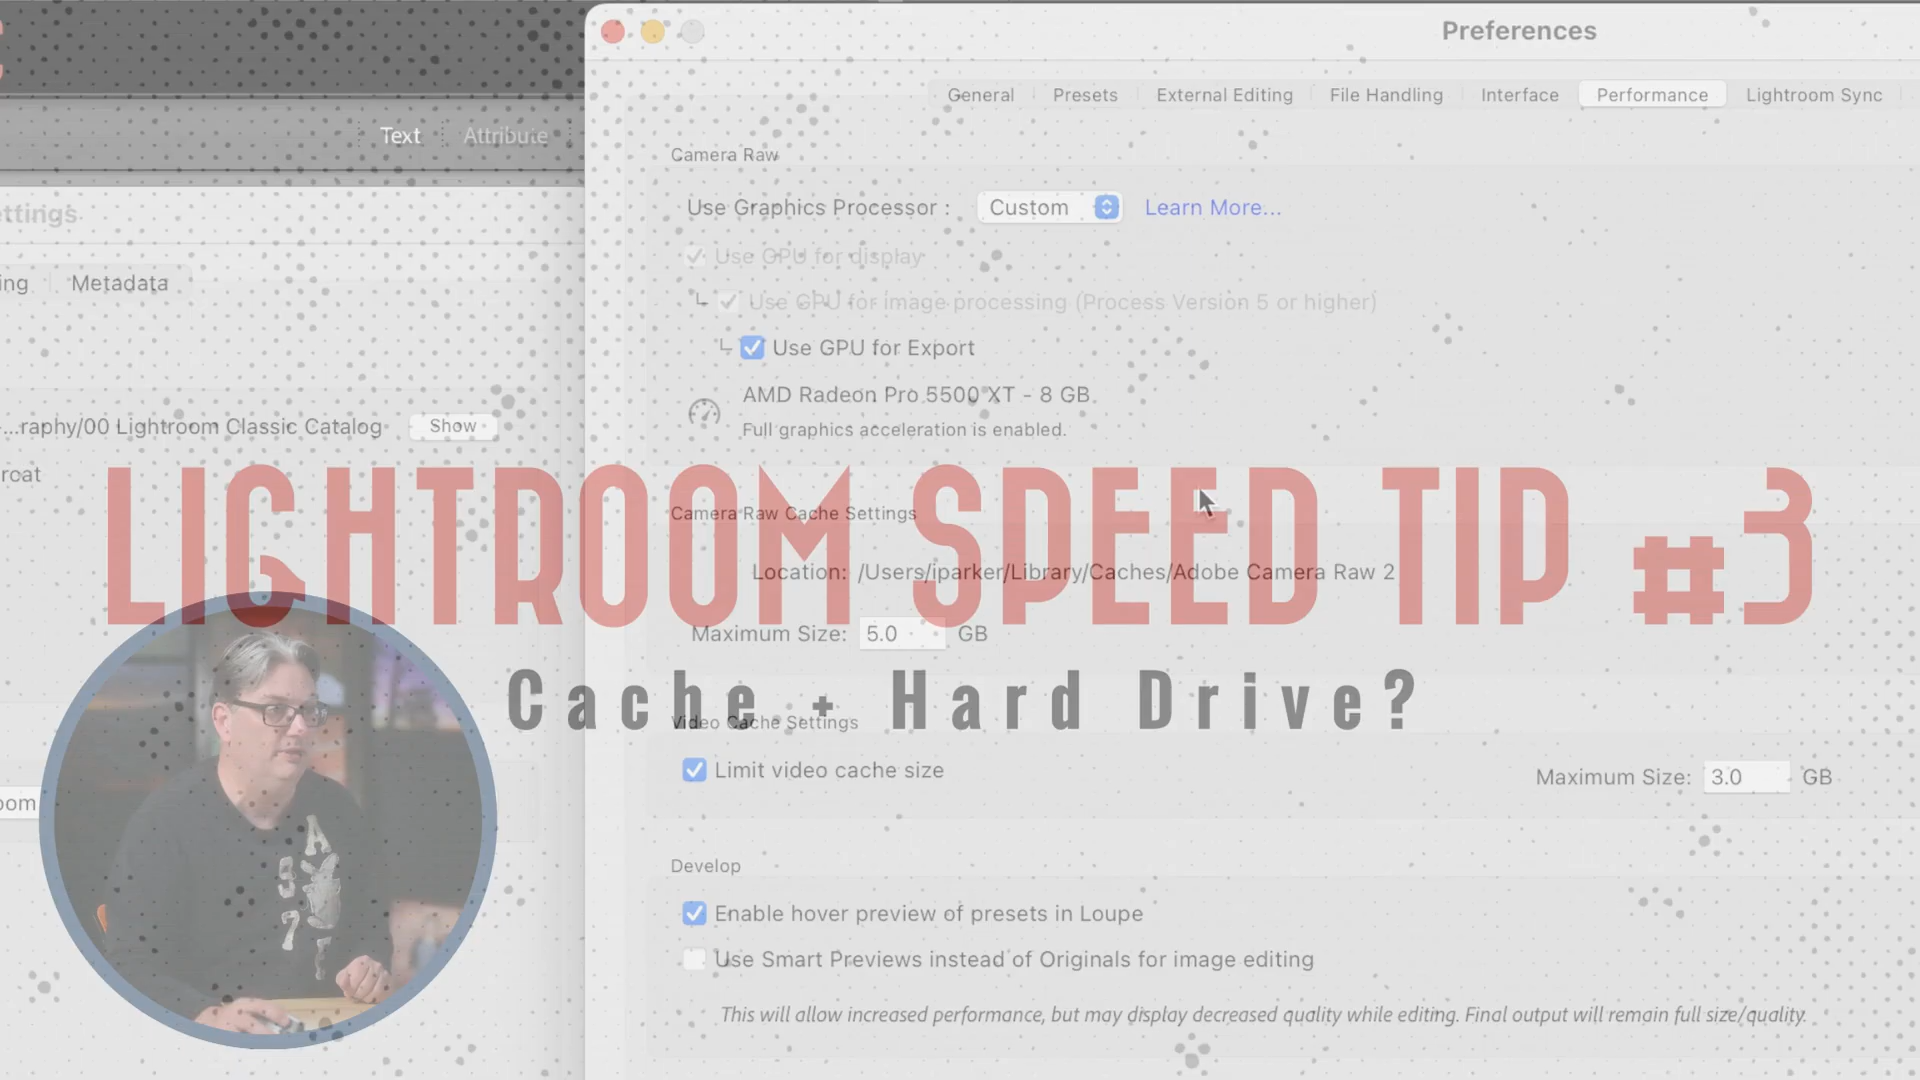 Preferences
General Presets External Editing File Handling Interface Performance Lightroom Sync
Text Attribute
Camera Raw
Use Graphics Processor : Custom Learn More...
ettings
Use GPU for display
ing Metadata
Use GPU for image processing (Process Version 5 or higher)
Use GPU for Export
AMD Radeon Pro 5500 XT - 8 GB
Full graphics acceleration is enabled.
...raphy/00 Lightroom Classic Catalog Show
rcat
LIGHTROOM SPEED TIP #3
Camera Raw Cache Settings
Location: /Users/iparker/Library/Caches/Adobe Camera Raw 2
Maximum Size: 5.0 GB
Cache + Hard Drive?
Video Cache Settings
Limit video cache size Maximum Size: 3.0 GB
oom
Develop
Enable hover preview of presets in Loupe
Use Smart Previews instead of Originals for image editing
This will allow increased performance, but may display decreased quality while editing. Final output will remain full size/quality.
A
3
7